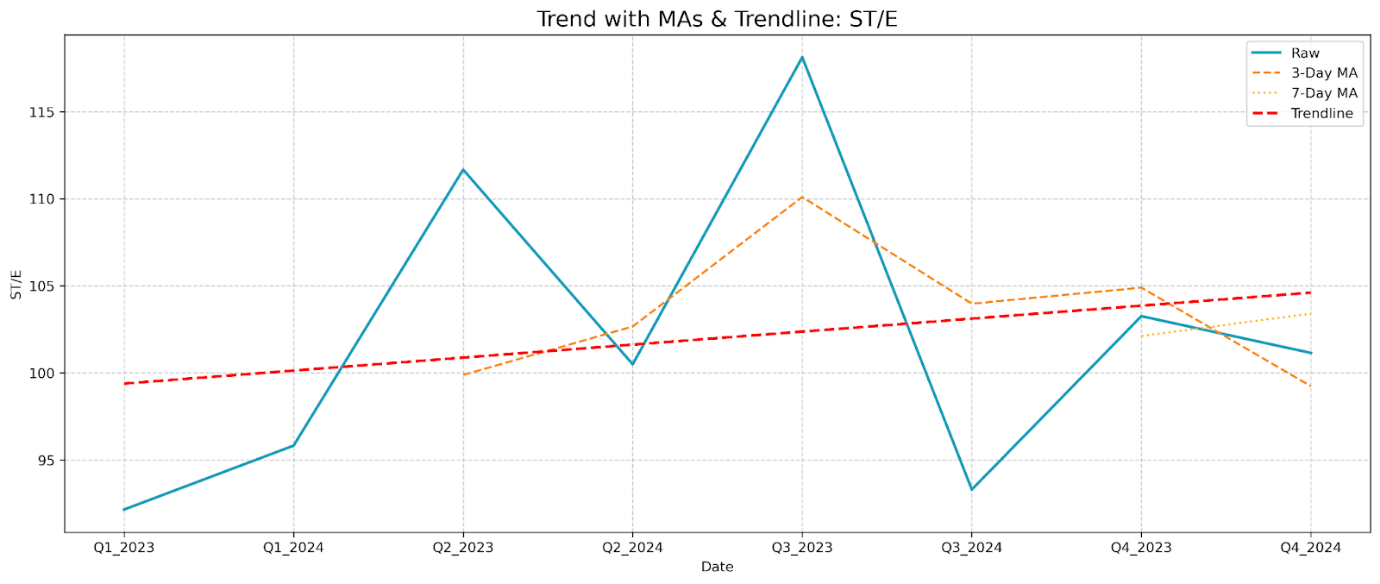 Trend with MAs & Trendline: ST/E
Raw
3-Day MA
7-Day MA
Trendline
115
110
105
100
95
ST/E
Q1_2023
Q1_2024
Q2_2023
Q2_2024
Q3_2023
Q3_2024
Q4_2023
Q4_2024
Date